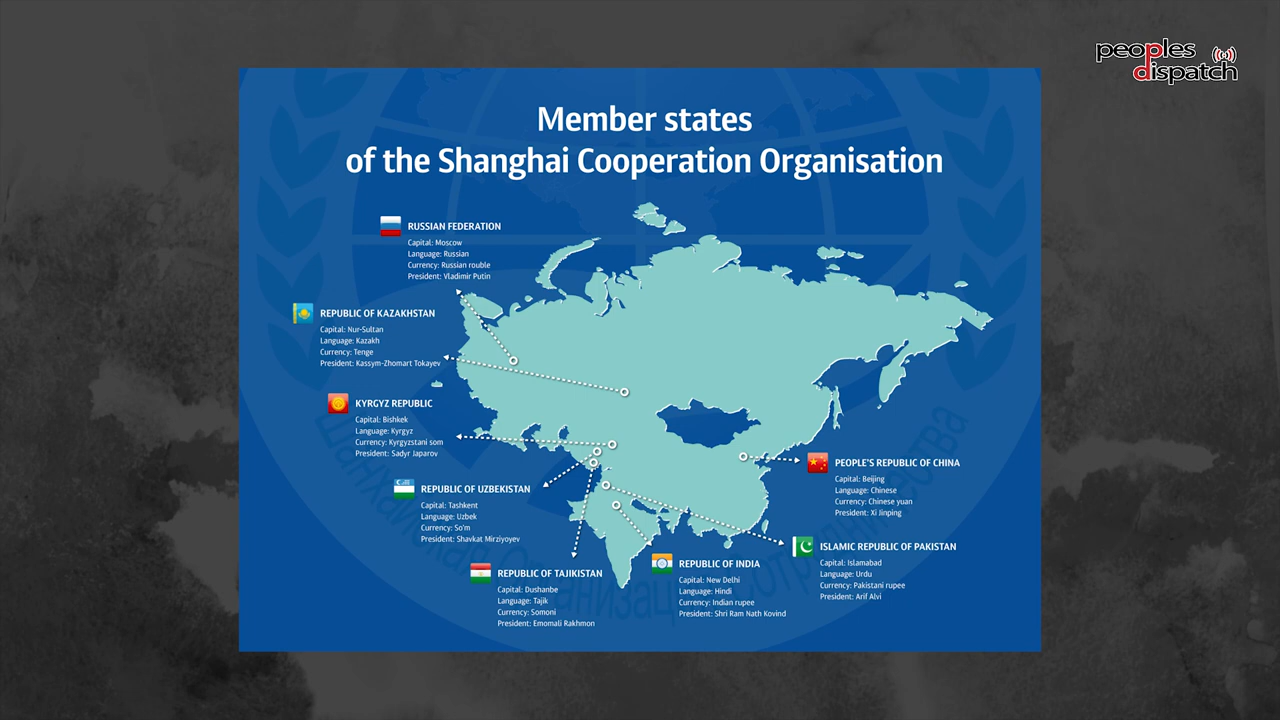 peoples
dispatch
Member states
of the Shanghai Cooperation Organisation
RUSSIAN FEDERATION
Capital: Moscow
Language: Russian
Currency: Russian rouble
President: Vladimir Putin
REPUBLIC OF KAZAKHSTAN
Capital: Nur-Sultan
Language: Kazakh
Currency: Tenge
President: Kassym-Zhomart Tokayev
KYRGYZ REPUBLIC
Capital: Bishkek
Language: Kyrgyz
Currency: Kyrgyzstani som
President: Sadyr Japarov
REPUBLIC OF UZBEKISTAN
Capital: Tashkent
Language: Uzbek
Currency: So'm
President: Shavkat Mirziyoyev
REPUBLIC OF TAJIKISTAN
Capital: Dushanbe
Language: Tajik
Currency: Somoni
President: Emomali Rakhmon
REPUBLIC OF INDIA
Capital: New Delhi
Language: Hindi
Currency: Indian rupee
President: Shri Ram Nath Kovind
PEOPLE'S REPUBLIC OF CHINA
Capital: Beijing
Language: Chinese
Currency: Chinese yuan
President: Xi Jinping
ISLAMIC REPUBLIC OF PAKISTAN
Capital: Islamabad
Language: Urdu
Currency: Pakistani rupee
President: Arif Alvi